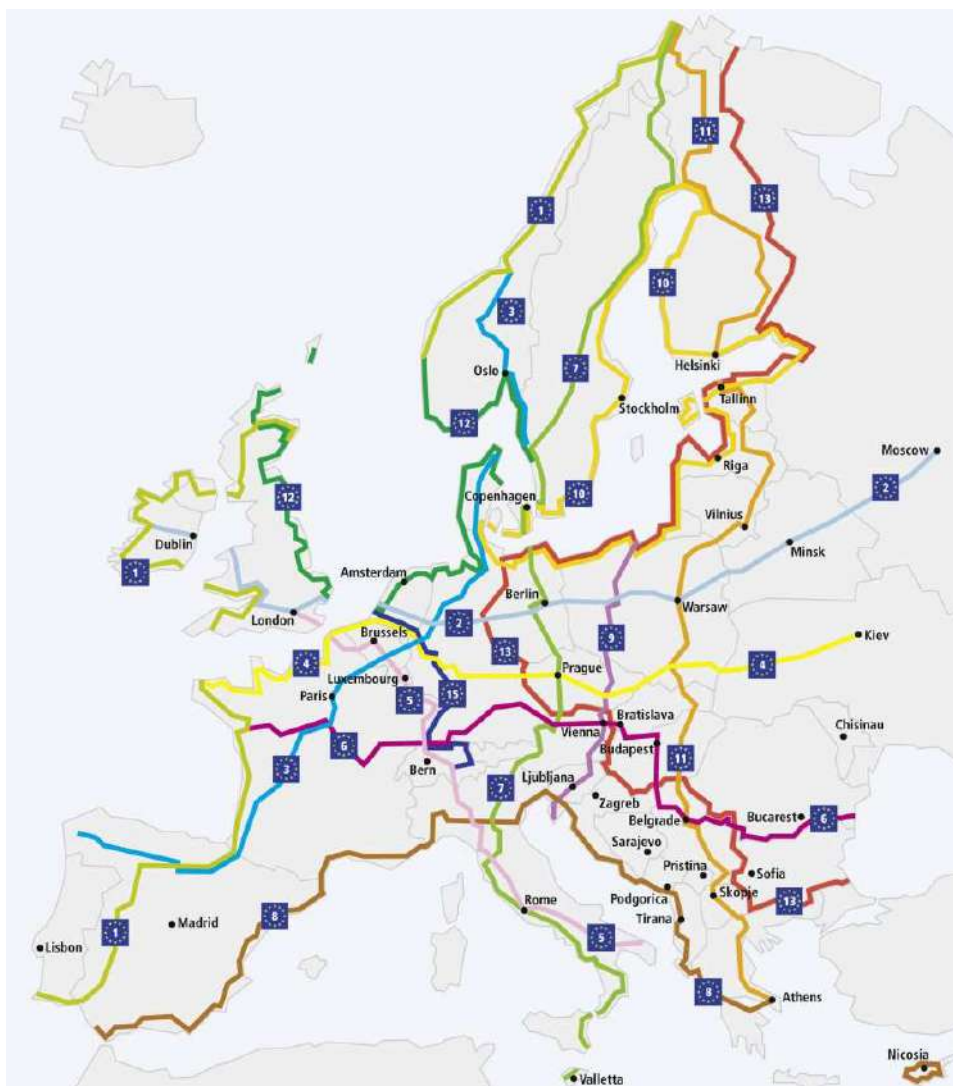 11
13
1
10
3
Helsinki
Oslo
7
Tallinn
Stockholm
12
Moscow
Riga
2
12
10
Copenhagen
Vilnius
Dublin
Minsk
1
Amsterdam
Berlin
Warsaw
London
2
Brussels
9
Kiev
4
13
4
Luxembourg
Prague
5
15
Paris
Bratislava
Chisinau
Vienna
6
Budapest
3
Bern
11
Ljubljana
7
Zagreb
Belgrade
Bucarest
6
Sarajevo
Pristina
Sofia
Podgorica
Skopje
13
Rome
8
Madrid
Tirana
1
5
Lisbon
8
Athens
Nicosia
Valletta